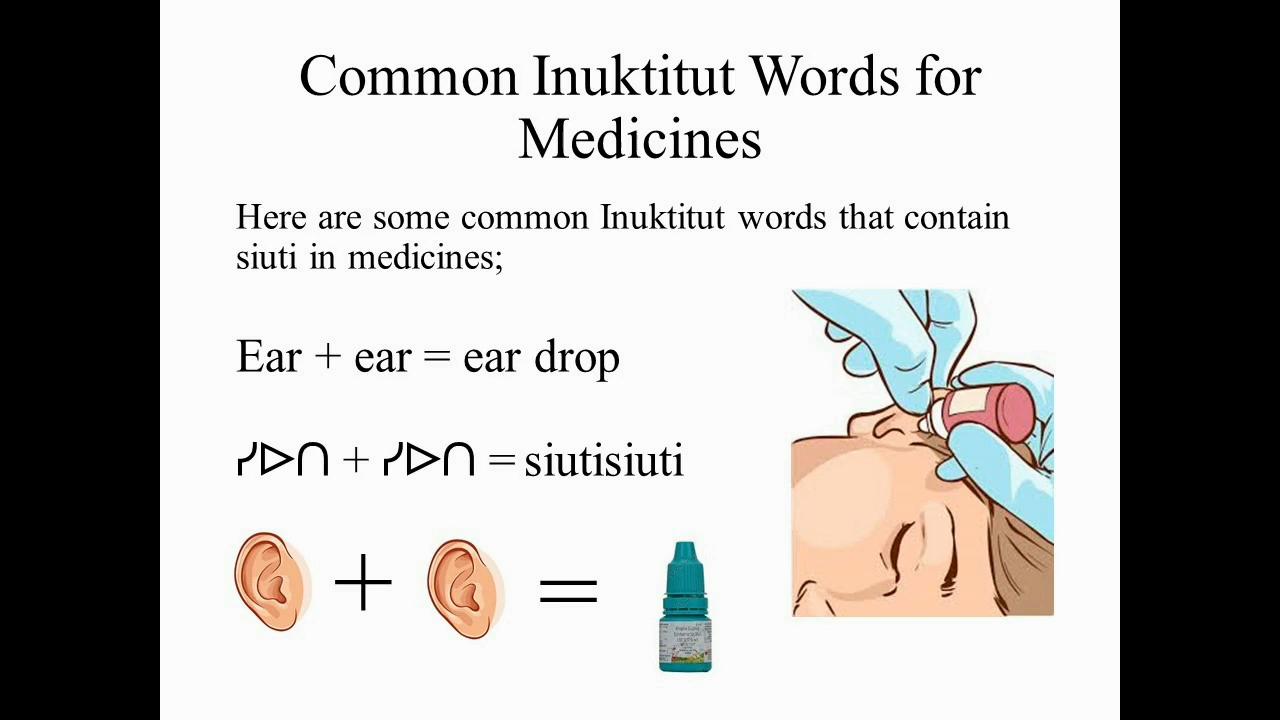 Common Inuktitut Words for
Medicines
Here are some common Inuktitut words that contain
siuti in medicines;
Ear + ear = ear drop
ᓯᐅᑎ + ᓯᐅᑎ = siutisiuti
+ =